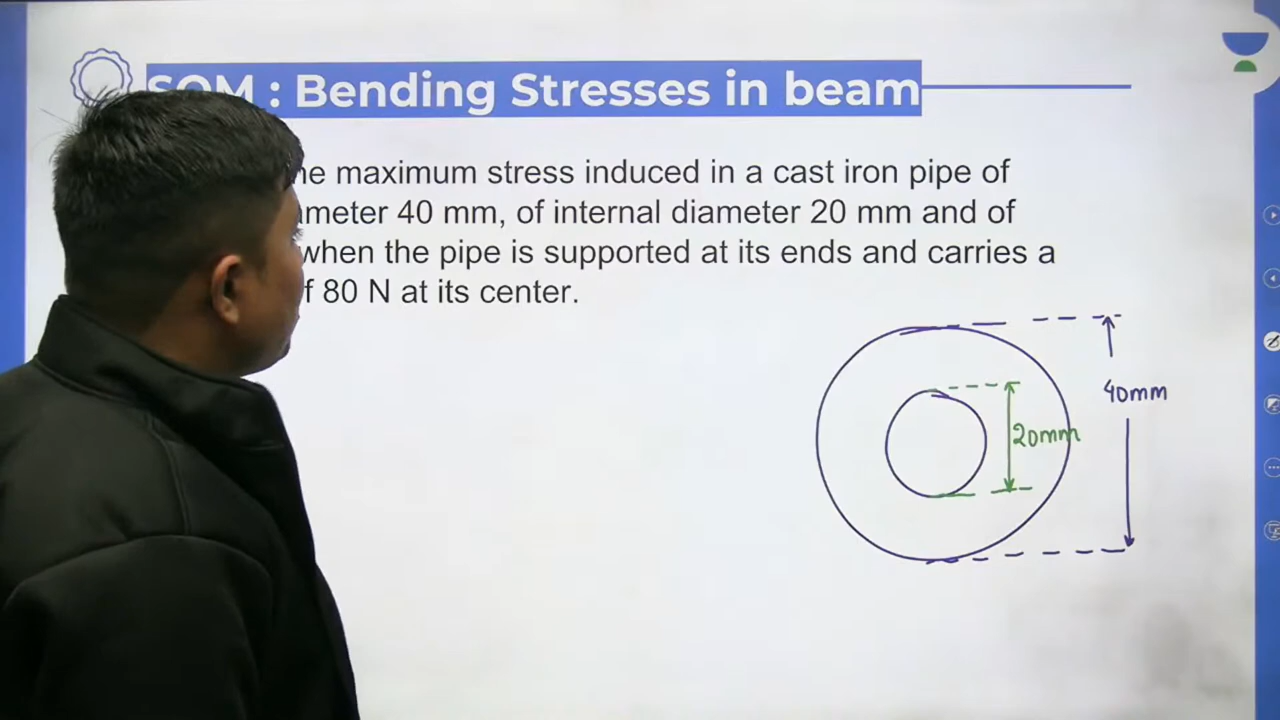 SOM : Bending Stresses in beam
maximum stress induced in a cast iron pipe of
40 mm, of internal diameter 20 mm and of
when the pipe is supported at its ends and carries a
80 N at its center.
40mm
20mm